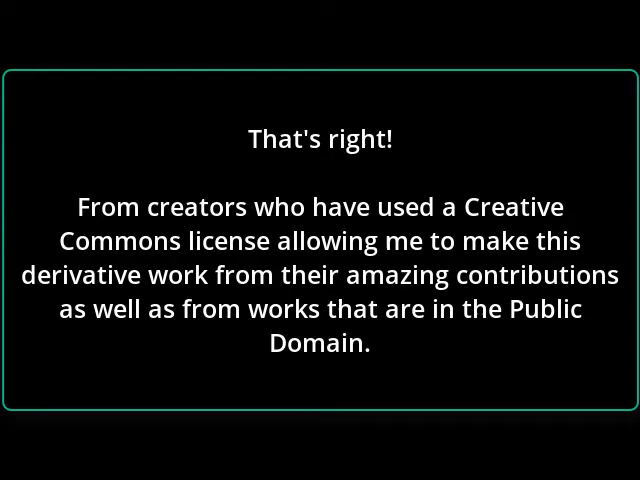 That's right!
From creators who have used a Creative
Commons license allowing me to make this
derivative work from their amazing contributions
as well as from works that are in the Public
Domain.